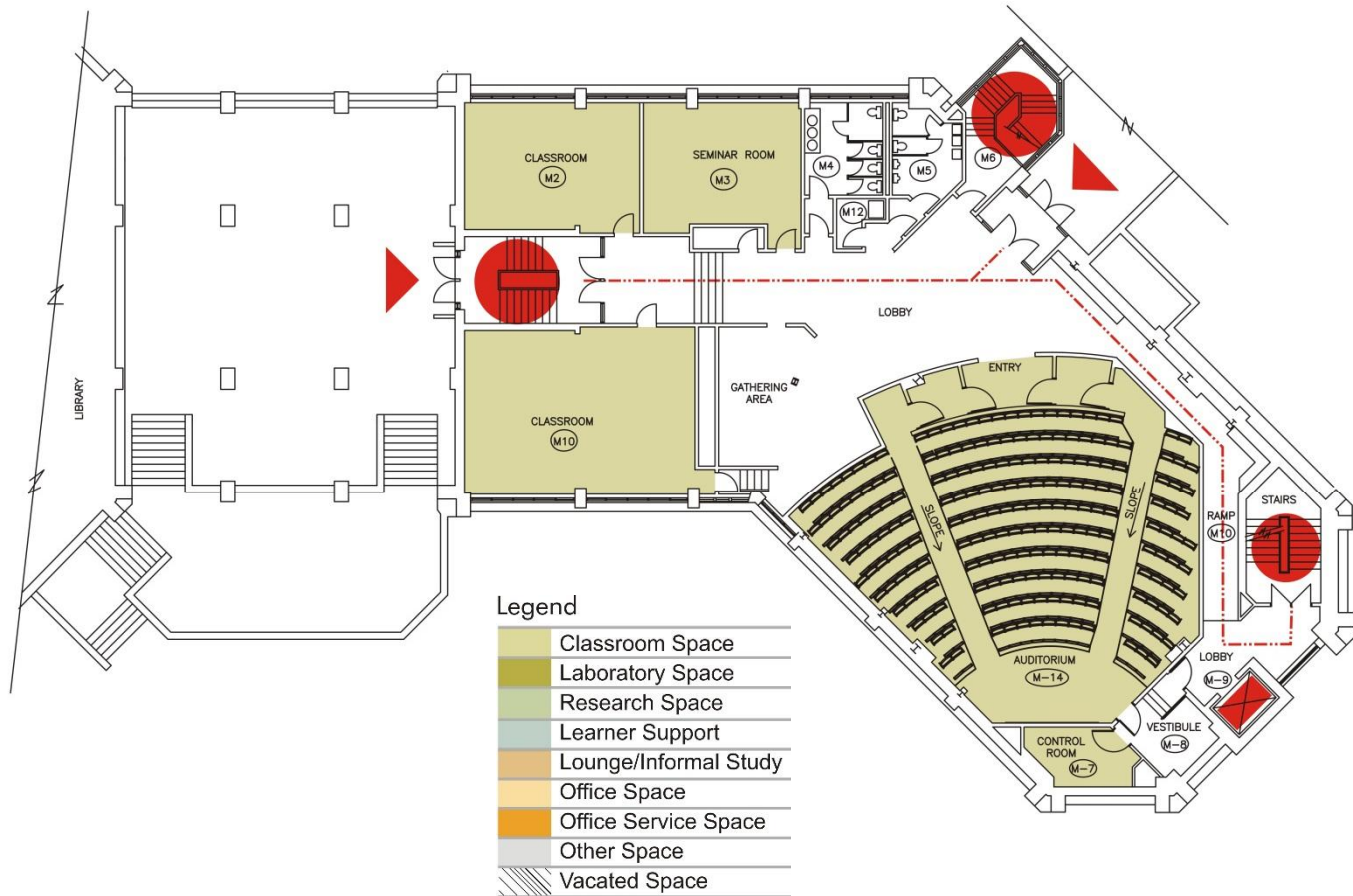 CLASSROOM
M2
SEMINAR ROOM
M3
M4
M5
M6
M12
LOBBY
LIBRARY
GATHERING
AREA
ENTRY
CLASSROOM
M10
SLOPE
SLOPE
RAMP
M10
STAIRS
AUDITORIUM
M-14
LOBBY
M-9
VESTIBULE
M-8
CONTROL
ROOM
M-7
Legend
Classroom Space
Laboratory Space
Research Space
Learner Support
Lounge/Informal Study
Office Space
Office Service Space
Other Space
Vacated Space